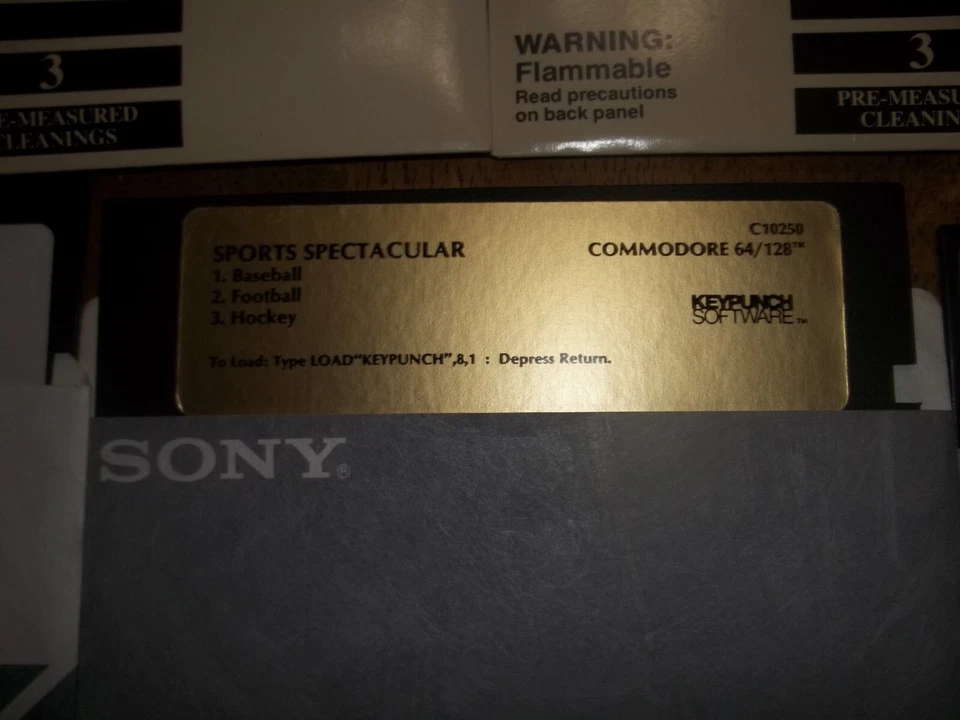 3
E-MEASURED
CLEANINGS
WARNING:
Flammable
Read precautions
on back panel
3
PRE-MEASU
CLEANIN
C10250
SPORTS SPECTACULAR
COMMODORE 64/128™
1. Baseball
2. Football
3. Hockey
KEYPUNCH
SOFTWARE™
To Load: Type LOAD"KEYPUNCH",8,1 : Depress Return.
SONY®